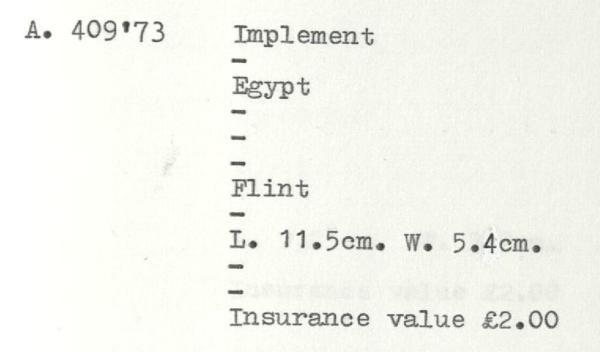 A. 409'73 Implement
-
Egypt
-
-
-
Flint
-
L. 11.5cm. W. 5.4cm.
-
-
Insurance value £2.00